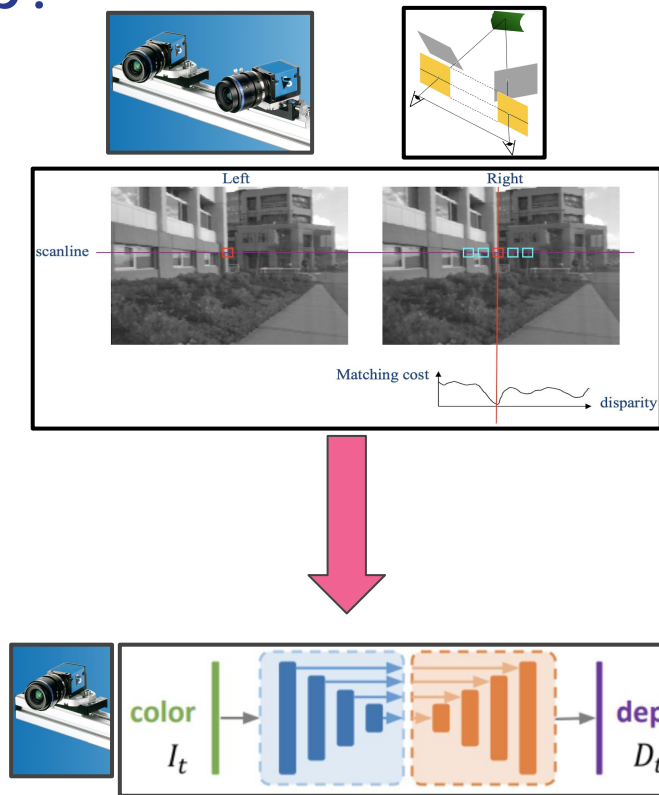 Left Right
scanline
Matching cost
disparity
color
I_t
D_t